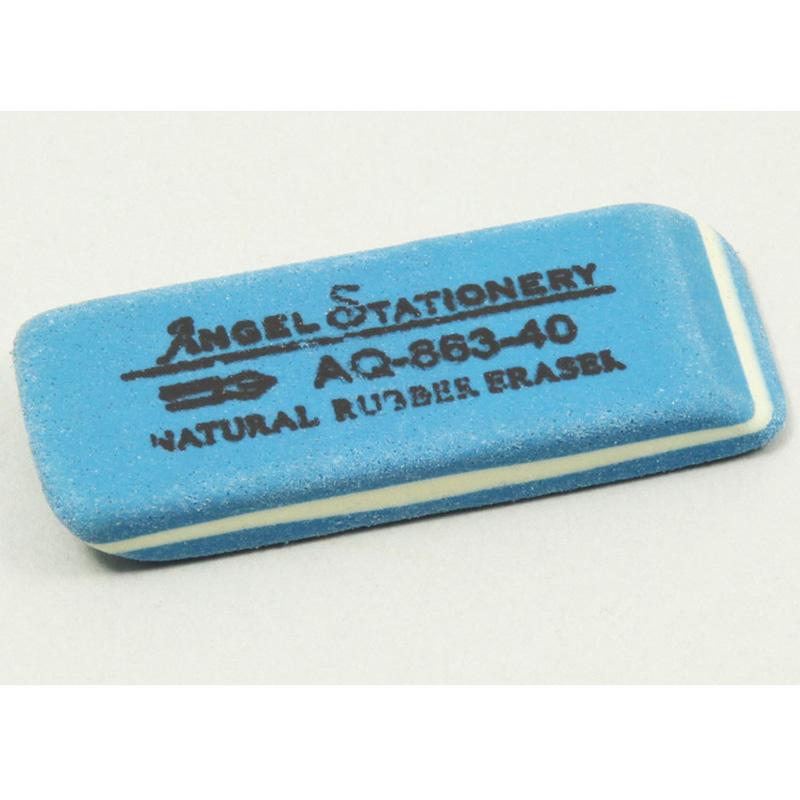 ANGEL STATIONERY
AQ-863-40
NATURAL RUBBER ERASER